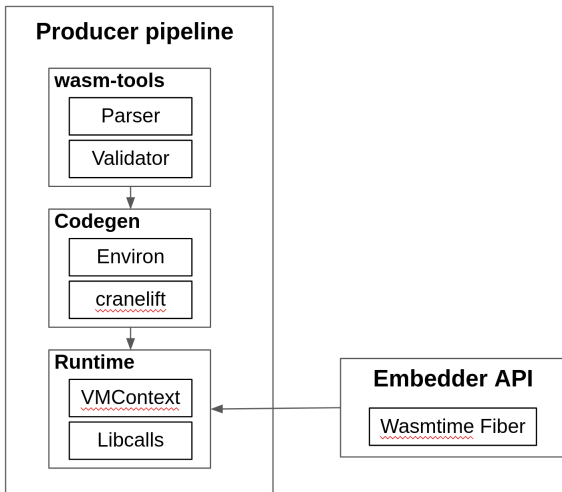 Producer pipeline
wasm-tools
Parser
Validator
Codegen
Environ
cranelift
Runtime
VMContext
Libcalls
Embedder API
Wasmtime Fiber